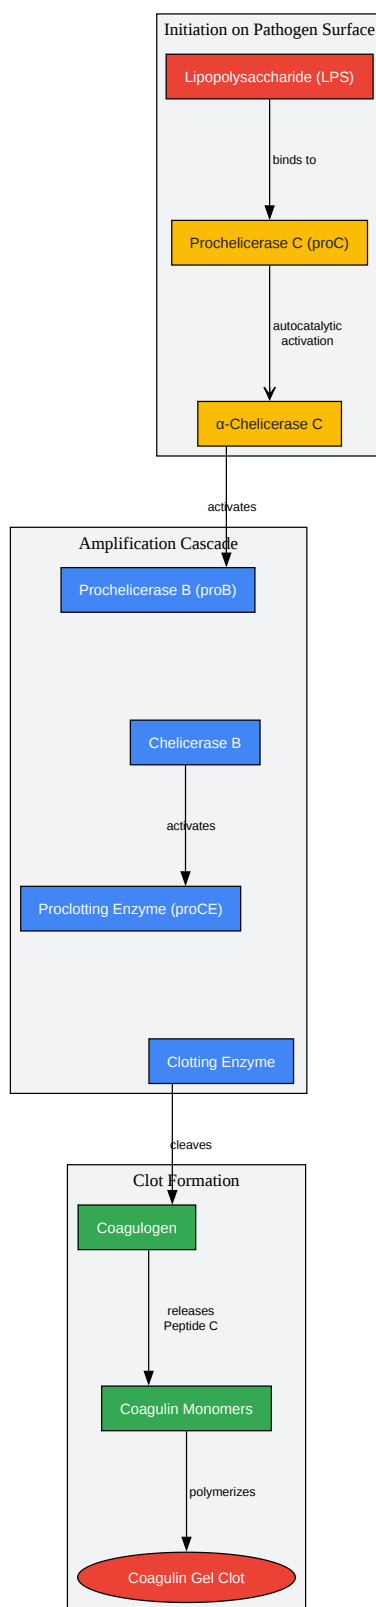 Initiation on Pathogen Surface
Lipopolysaccharide (LPS)
binds to
Prochelicerase C (proC)
autocatalytic
activation
α-Chelicerase C
activates
Amplification Cascade
Prochelicerase B (proB)
Chelicerase B
activates
Proclotting Enzyme (proCE)
Clotting Enzyme
cleaves
Clot Formation
Coagulogen
releases
Peptide C
Coagulin Monomers
polymerizes
Coagulin Gel Clot